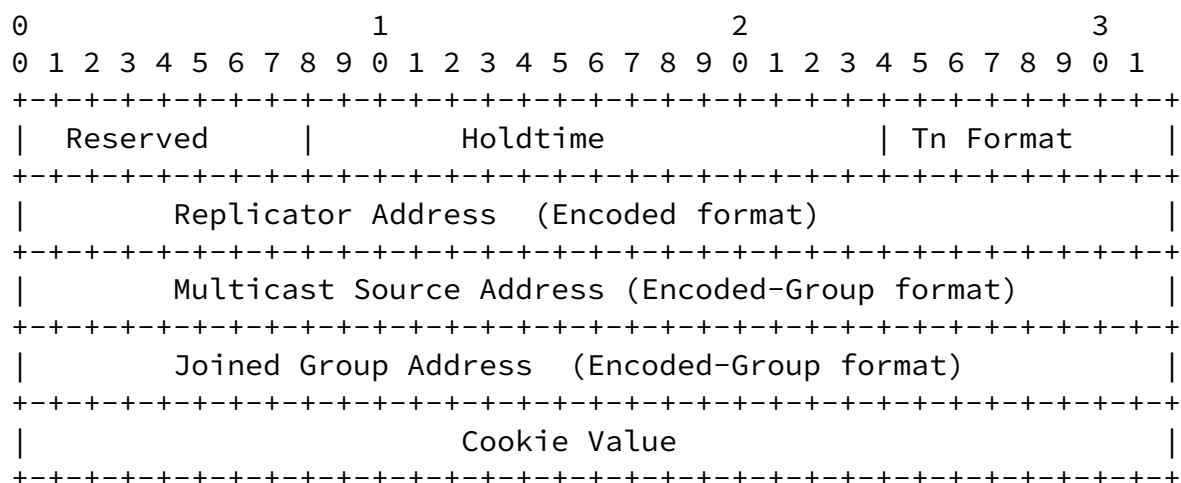 0                   1                   2                   3
0 1 2 3 4 5 6 7 8 9 0 1 2 3 4 5 6 7 8 9 0 1 2 3 4 5 6 7 8 9 0 1
+-+-+-+-+-+-+-+-+-+-+-+-+-+-+-+-+-+-+-+-+-+-+-+-+-+-+-+-+-+-+-+-+
|  Reserved     |        Holdtime               | Tn Format     |
+-+-+-+-+-+-+-+-+-+-+-+-+-+-+-+-+-+-+-+-+-+-+-+-+-+-+-+-+-+-+-+-+
|        Replicator Address  (Encoded format)                   |
+-+-+-+-+-+-+-+-+-+-+-+-+-+-+-+-+-+-+-+-+-+-+-+-+-+-+-+-+-+-+-+-+
|        Multicast Source Address (Encoded-Group format)        |
+-+-+-+-+-+-+-+-+-+-+-+-+-+-+-+-+-+-+-+-+-+-+-+-+-+-+-+-+-+-+-+-+
|        Joined Group Address  (Encoded-Group format)           |
+-+-+-+-+-+-+-+-+-+-+-+-+-+-+-+-+-+-+-+-+-+-+-+-+-+-+-+-+-+-+-+-+
|                        Cookie Value                           |
+-+-+-+-+-+-+-+-+-+-+-+-+-+-+-+-+-+-+-+-+-+-+-+-+-+-+-+-+-+-+-+-+